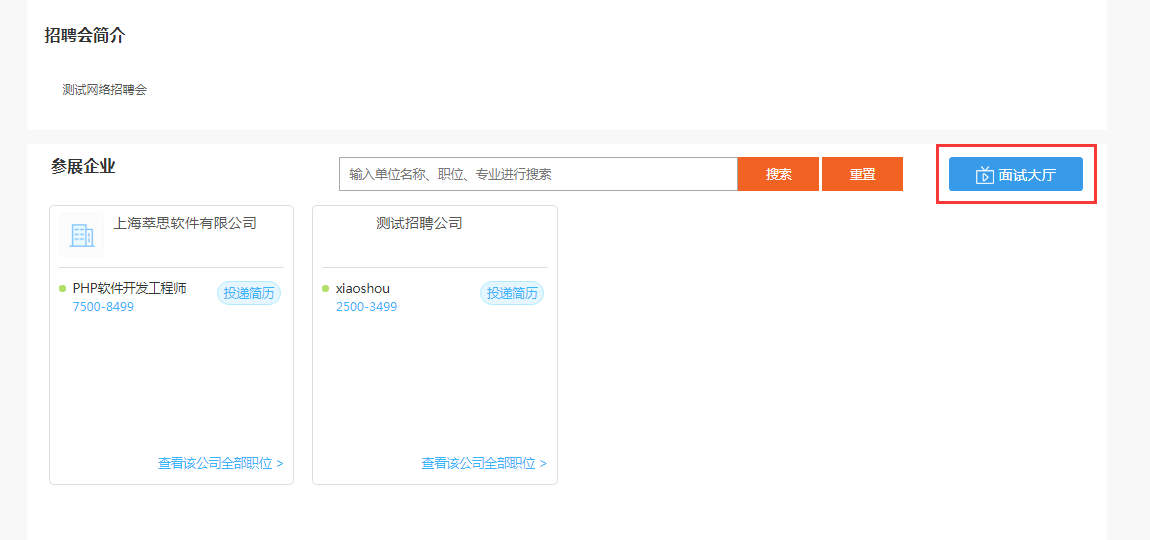 招聘会简介
测试网络招聘会
参展企业
输入单位名称、职位、专业进行搜索
搜索
重置
面试大厅
上海萃思软件有限公司
PHP软件开发工程师
7500-8499
投递简历
查看该公司全部职位 >
测试招聘公司
xiaoshou
2500-3499
投递简历
查看该公司全部职位 >